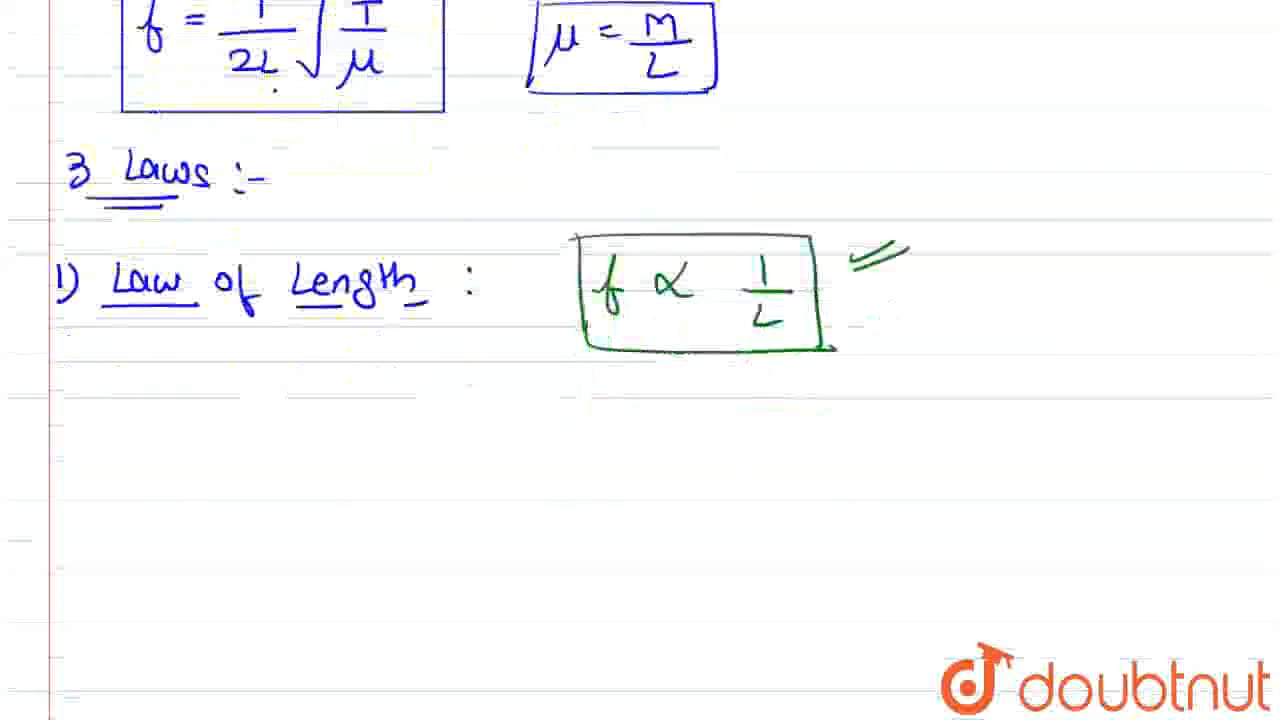 f = 1/2L √T/μ    μ = M/L
3 Laws :-
1) Law of Length : f ∝ 1/L
doubtnut